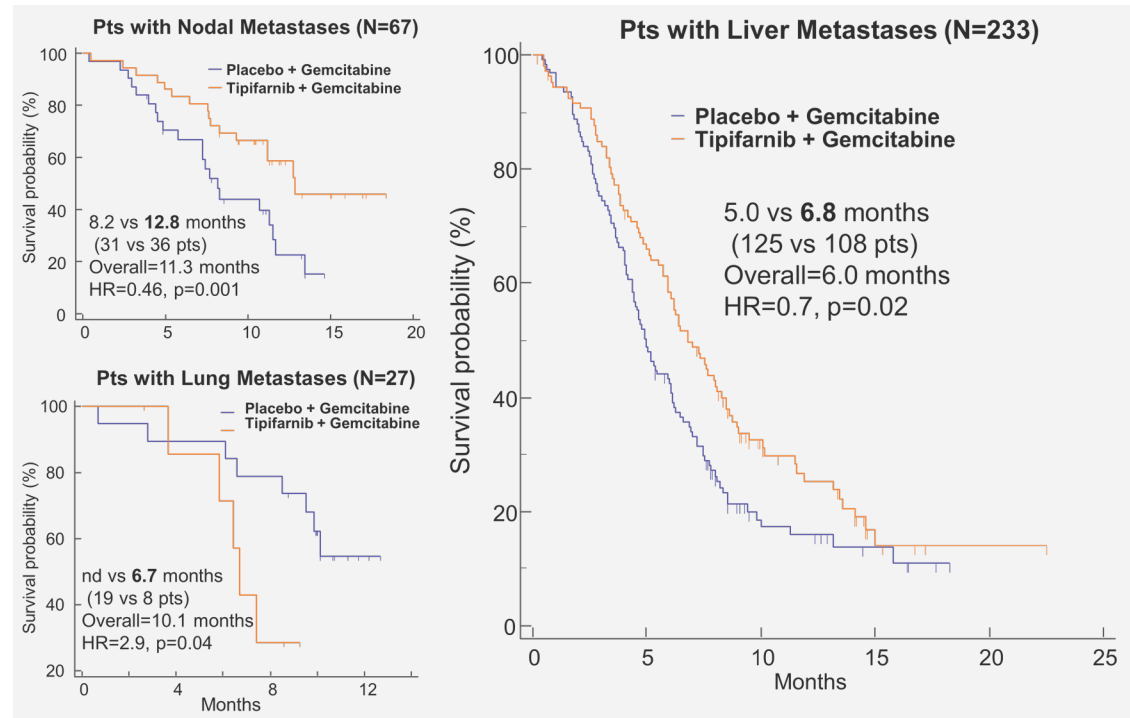 Pts with Nodal Metastases (N=67)
Survival probability (%)
100
80
60
40
20
0
Placebo + Gemcitabine
Tipifarnib + Gemcitabine
8.2 vs 12.8 months
(31 vs 36 pts)
Overall=11.3 months
HR=0.46, p=0.001
0
5
10
15
20
Pts with Lung Metastases (N=27)
Survival probability (%)
100
80
60
40
20
Placebo + Gemcitabine
Tipifarnib + Gemcitabine
nd vs 6.7 months
(19 vs 8 pts)
Overall=10.1 months
HR=2.9, p=0.04
0
4
8
12
Months
Pts with Liver Metastases (N=233)
Survival probability (%)
100
80
60
40
20
0
Placebo + Gemcitabine
Tipifarnib + Gemcitabine
5.0 vs 6.8 months
(125 vs 108 pts)
Overall=6.0 months
HR=0.7, p=0.02
0
5
10
15
20
25
Months